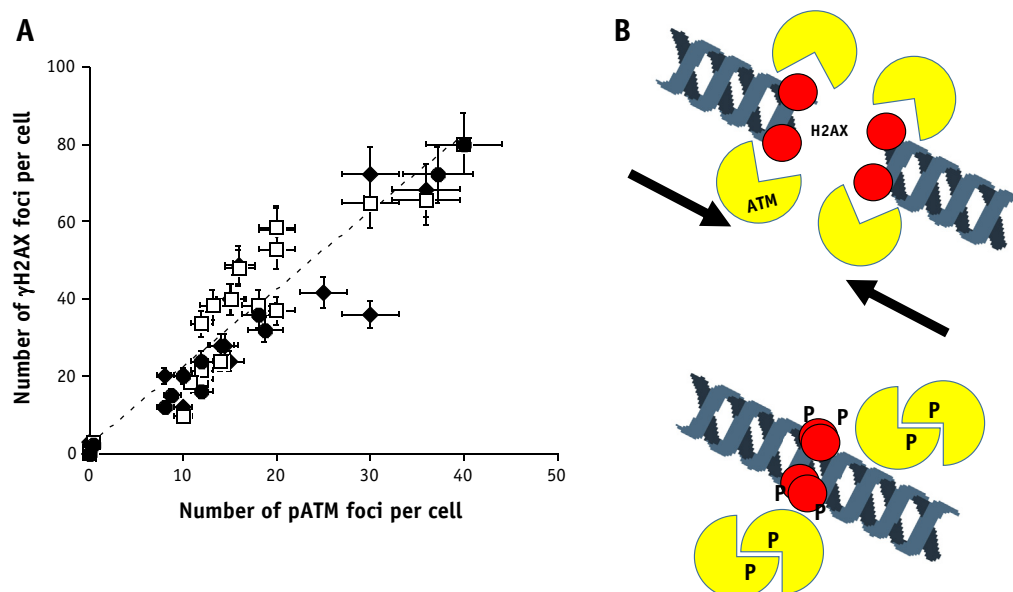 A
Number of γH2AX foci per cell
100
80
60
40
20
0
0
10
20
30
40
50
Number of pATM foci per cell
B
H2AX
ATM
P
P
P
P
P
P
P
P